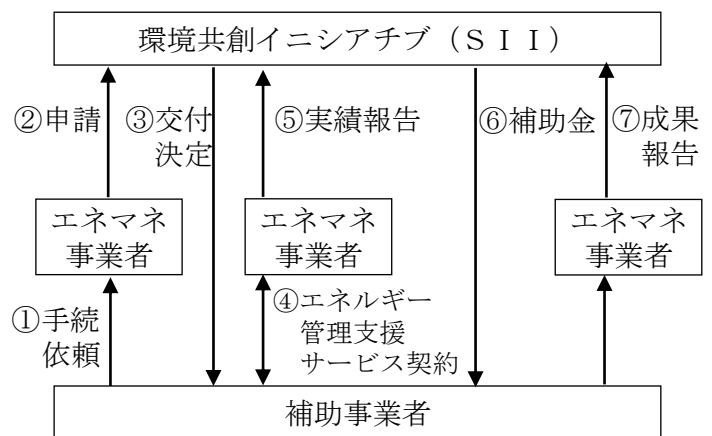 環境共創イニシアチブ（ＳＩＩ）
②申請
③交付
決定
⑤実績報告
⑥補助金
⑦成果
報告
エネマネ
事業者
エネマネ
事業者
エネマネ
事業者
①手続
依頼
④エネルギー
管理支援
サービス契約
補助事業者